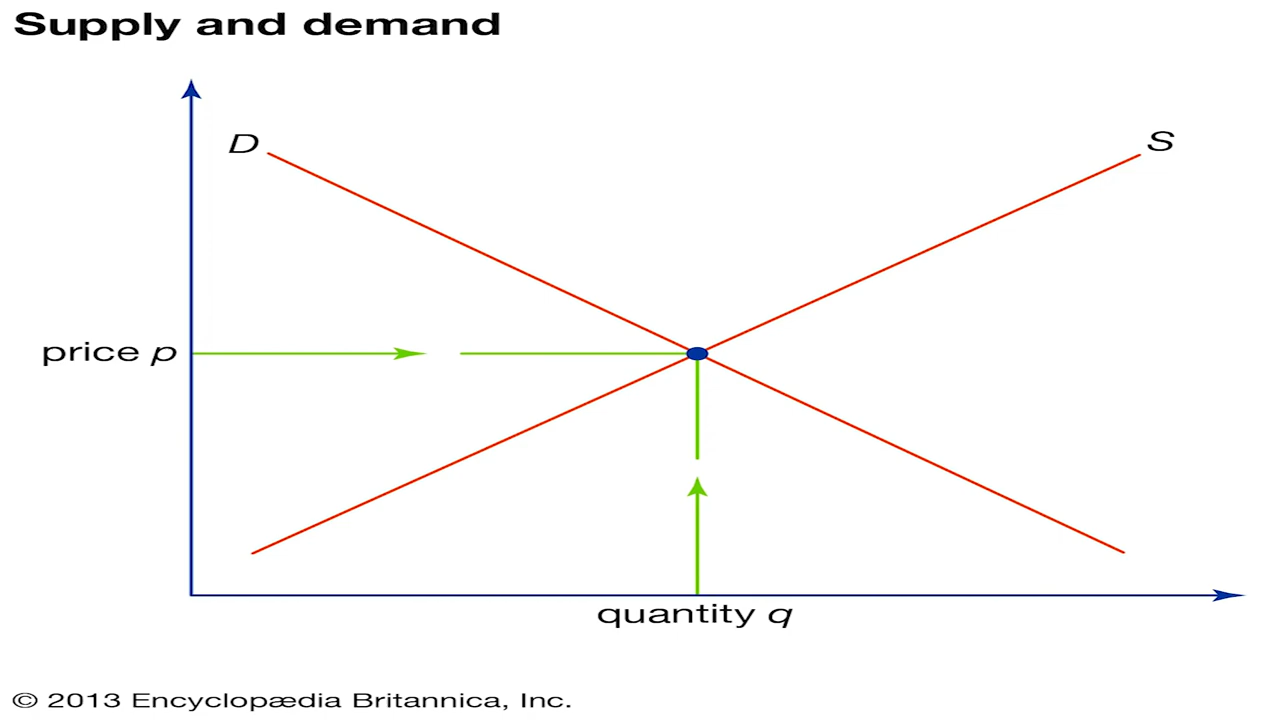 Supply and demand
D
S
price p
quantity q
© 2013 Encyclopædia Britannica, Inc.